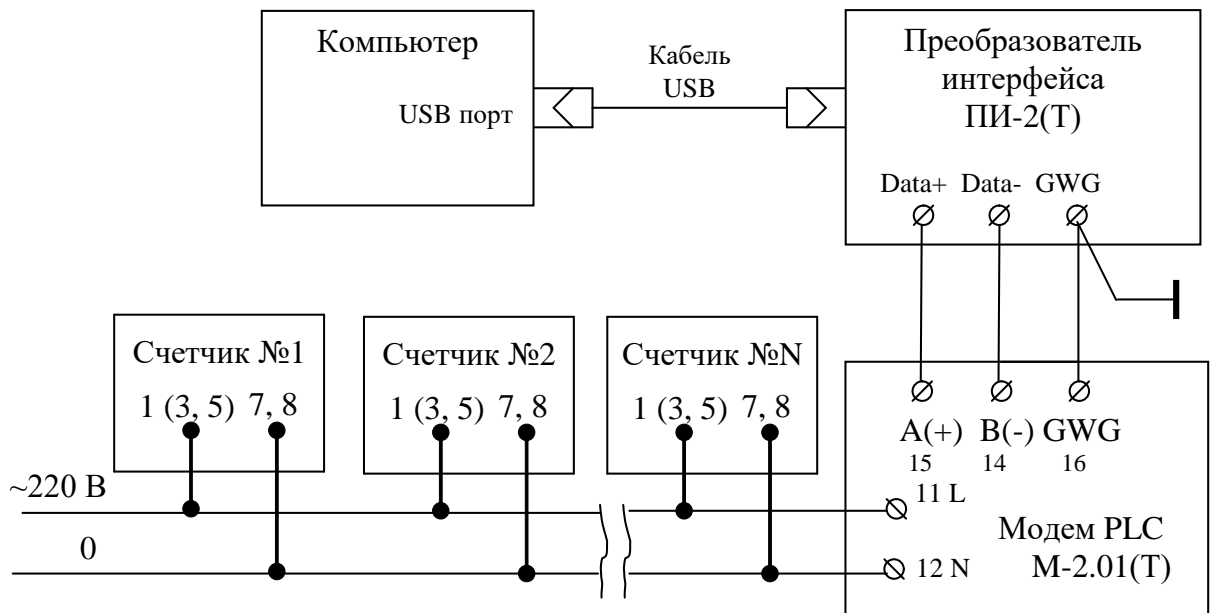 Компьютер
USB порт
Кабель
USB
Преобразователь
интерфейса
ПИ-2(Т)
Data+ Data- GWG
Счетчик №1
1 (3, 5) 7, 8
Счетчик №2
1 (3, 5) 7, 8
Счетчик №N
1 (3, 5) 7, 8
A(+) B(-) GWG
15 14 16
~220 В
11 L
0
12 N
Модем PLC
М-2.01(Т)